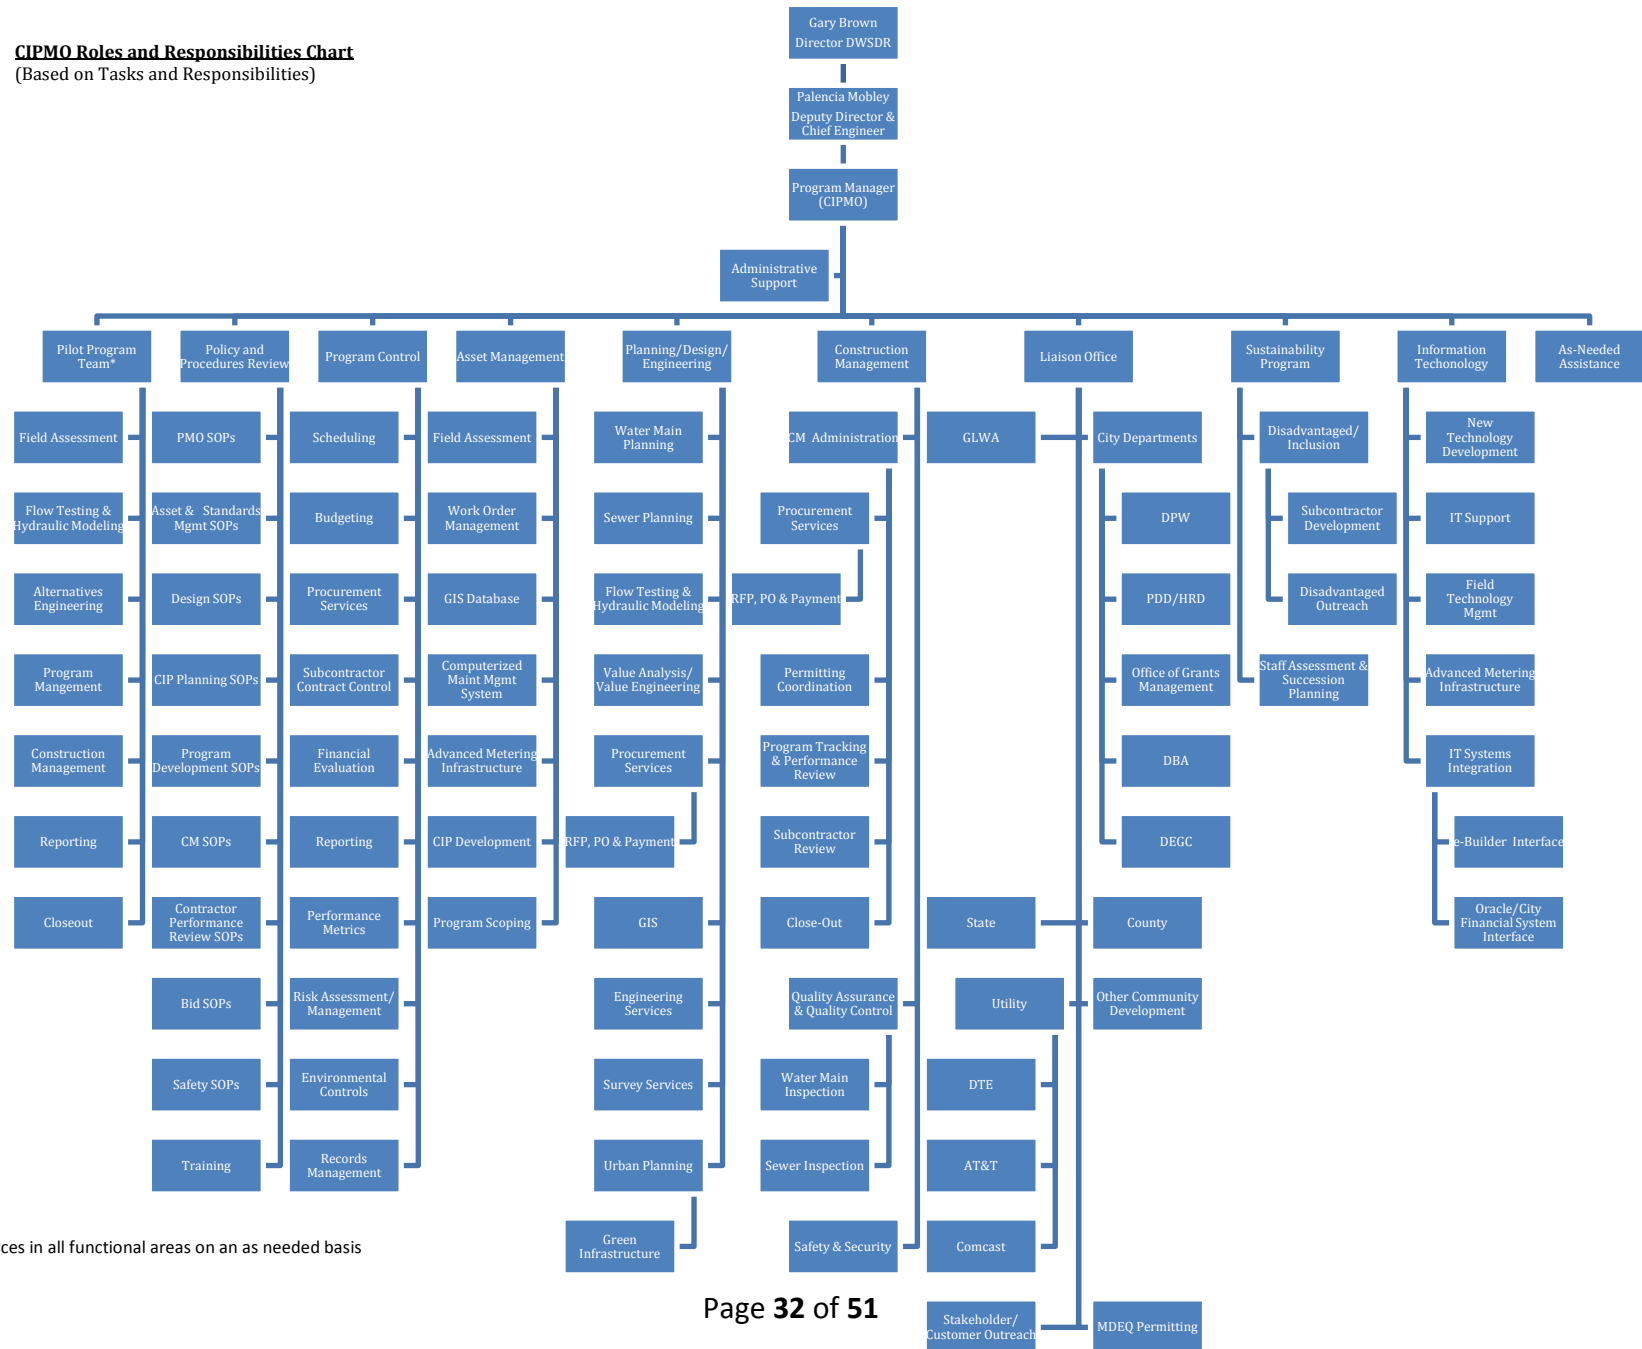 CIPMO Roles and Responsibilities Chart
(Based on Tasks and Responsibilities)
Gary Brown
Director DWSDR
Palencia Mobley
Deputy Director &
Chief Engineer
Program Manager
(CIPMO)
Administrative
Support
Pilot Program
Team*
Field Assessment
Flow Testing &
Hydraulic Modeling
Alternatives
Engineering
Program
Mangement
Construction
Management
Reporting
Closeout
Policy and
Procedures Review
PMO SOPs
Asset & Standards
Mgmt SOPs
Design SOPs
CIP Planning SOPs
Program
Development SOPs
CM SOPs
Contractor
Performance
Review SOPs
Bid SOPs
Safety SOPs
Training
Program Control
Scheduling
Budgeting
Procurement
Services
Subcontractor
Contract Control
Financial
Evaluation
Reporting
Performance
Metrics
Risk Assessment/
Management
Environmental
Controls
Records
Management
Asset Management
Field Assessment
Work Order
Management
GIS Database
Computerized
Maint Mgmt
System
Advanced Metering
Infrastructure
CIP Development
Program Scoping
Planning/Design/
Engineering
Water Main
Planning
Sewer Planning
Flow Testing &
Hydraulic Modeling
Value Analysis/
Value Engineering
Procurement
Services
RFP, PO & Payment
GIS
Engineering
Services
Survey Services
Urban Planning
Green
Infrastructure
Construction
Management
CM Administration
Procurement
Services
RFP, PO & Payment
Permitting
Coordination
Program Tracking
& Performance
Review
Subcontractor
Review
Close-Out
Quality Assurance
& Quality Control
Water Main
Inspection
Sewer Inspection
Safety & Security
Liaison Office
GLWA
City Departments
DPW
PDD/HRD
Office of Grants
Management
DBA
DEGC
State
County
Utility
Other Community
Development
DTE
AT&T
Comcast
Stakeholder/
Customer Outreach
MDEQ Permitting
Sustainability
Program
Disadvantaged/
Inclusion
Subcontractor
Development
Disadvantaged
Outreach
Staff Assessment &
Succession
Planning
Information
Techonology
New
Technology
Development
IT Support
Field
Technology
Mgmt
Advanced Metering
Infrastructure
IT Systems
Integration
e-Builder Interface
Oracle/City
Financial System
Interface
As-Needed
Assistance
rces in all functional areas on an as needed basis
Page 32 of 51